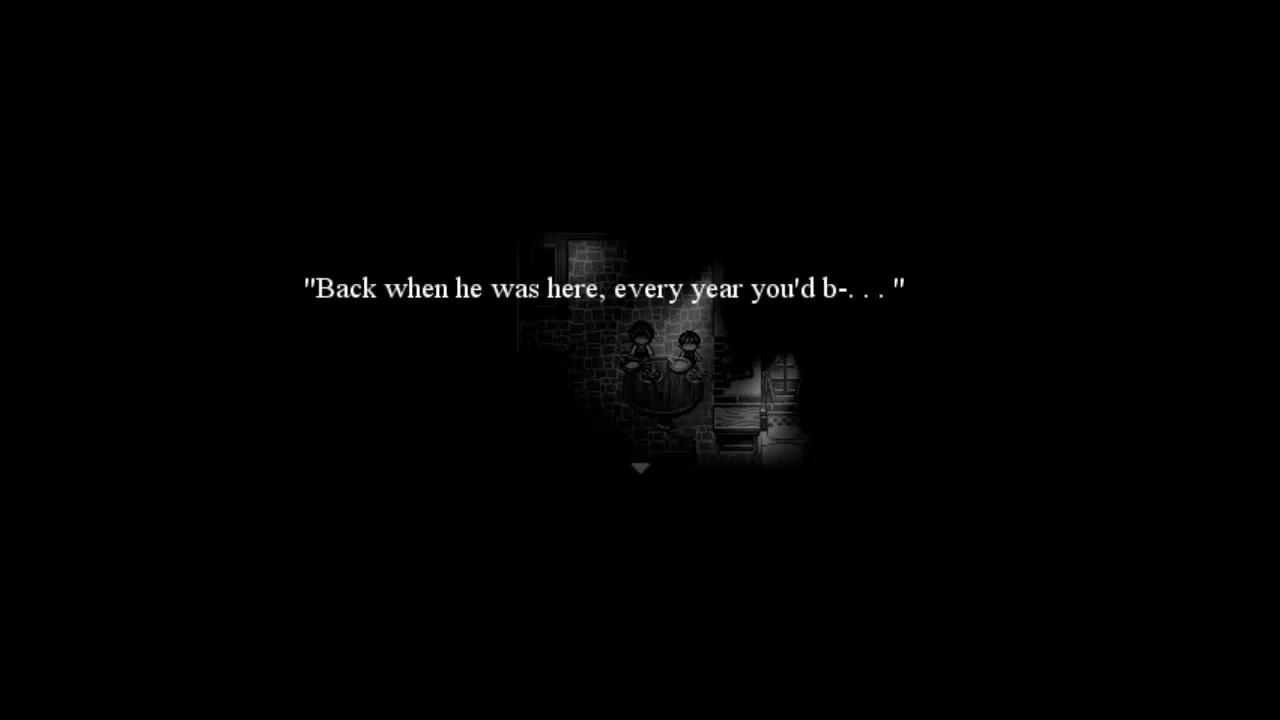 "Back when he was here, every year you'd b-. . . "